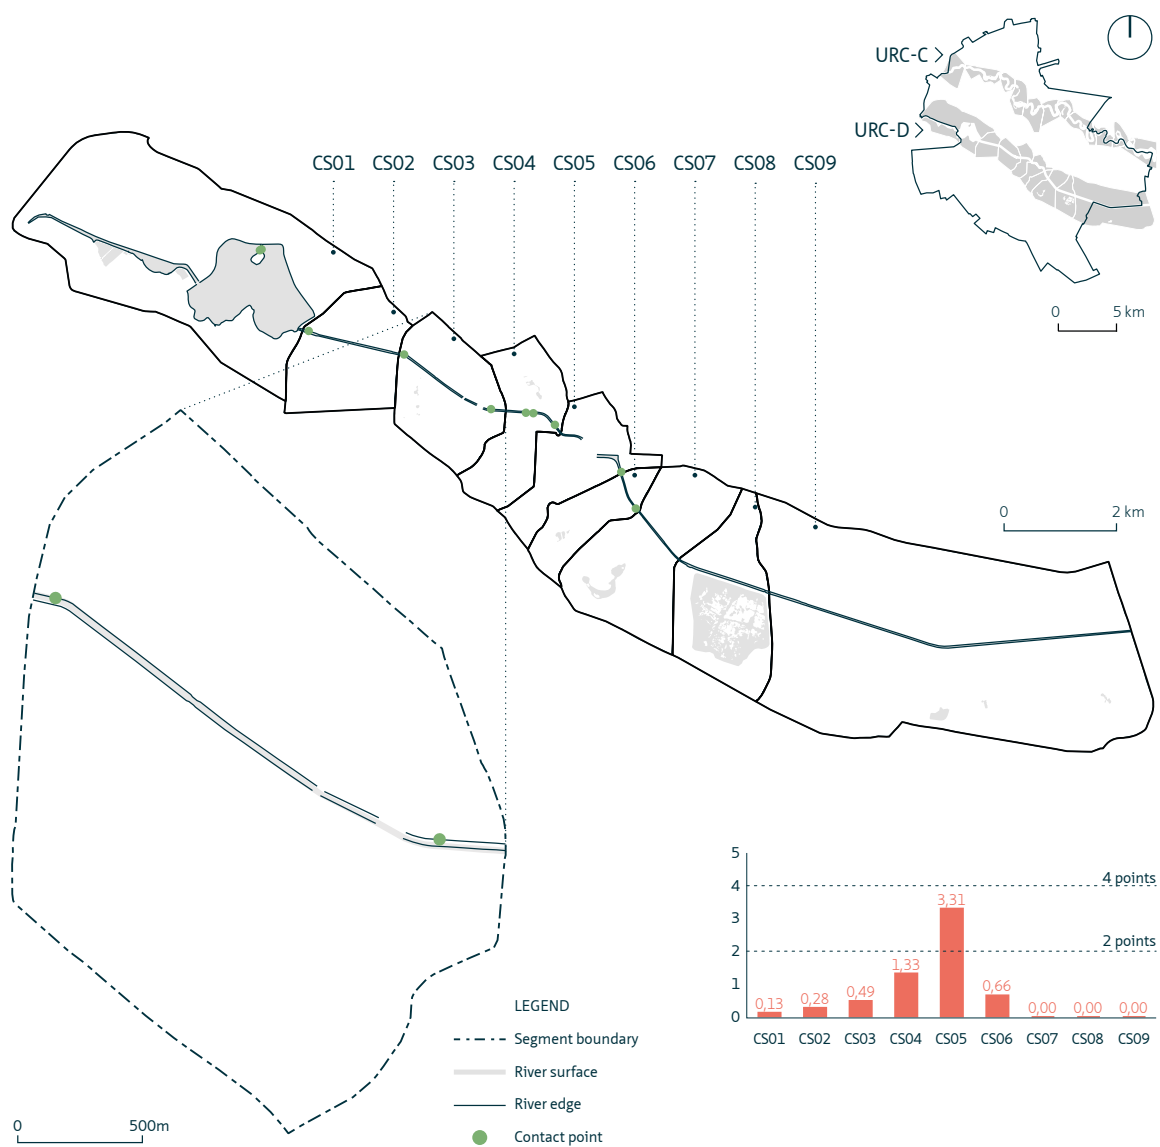 URC-C
URC-D
0 5 km
CS01 CS02 CS03 CS04 CS05 CS06 CS07 CS08 CS09
0 2 km
0 500m
LEGEND
Segment boundary
River surface
River edge
Contact point
5
4
3
2
1
0
4 points
2 points
0,13 0,28 0,49 1,33 3,31 0,66 0,00 0,00 0,00
CS01 CS02 CS03 CS04 CS05 CS06 CS07 CS08 CS09